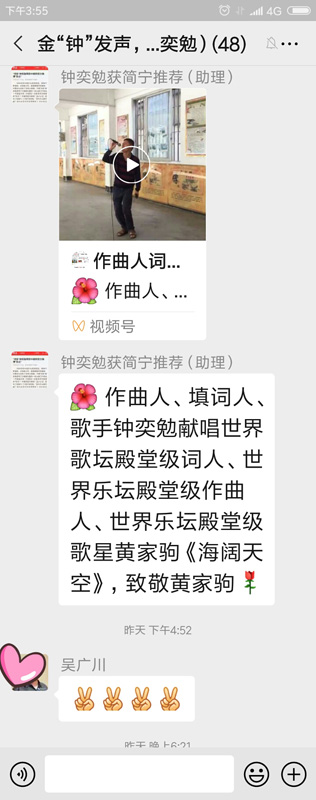 下午3:55
4G
金“钟”发声，...奕勉）(48)
钟奕勉获简宁推荐（助理）
作曲人词...
🌺 作曲人、...
视频号
钟奕勉获简宁推荐（助理）
🌺 作曲人、填词人、
歌手钟奕勉献唱世界
歌坛殿堂级词人、世
界乐坛殿堂级作曲
人、世界乐坛殿堂级
歌星黄家驹《海阔天
空》，致敬黄家驹🌹
昨天 下午4:52
吴广川
✌✌✌✌
昨天 晚上6:21